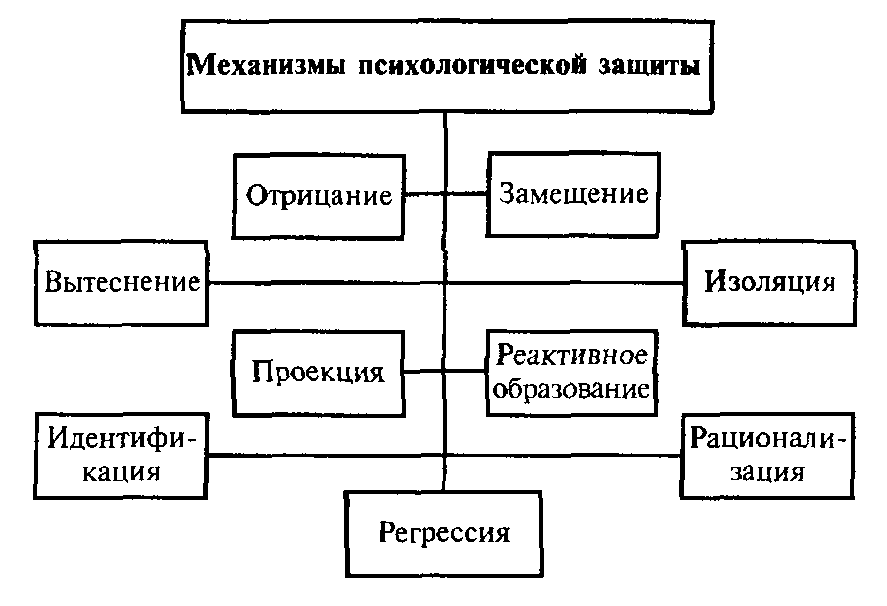 Механизмы психологической защиты
Отрицание
Замещение
Вытеснение
Изоляция
Проекция
Реактивное
образование
Идентифи-
кация
Рационали-
зация
Регрессия